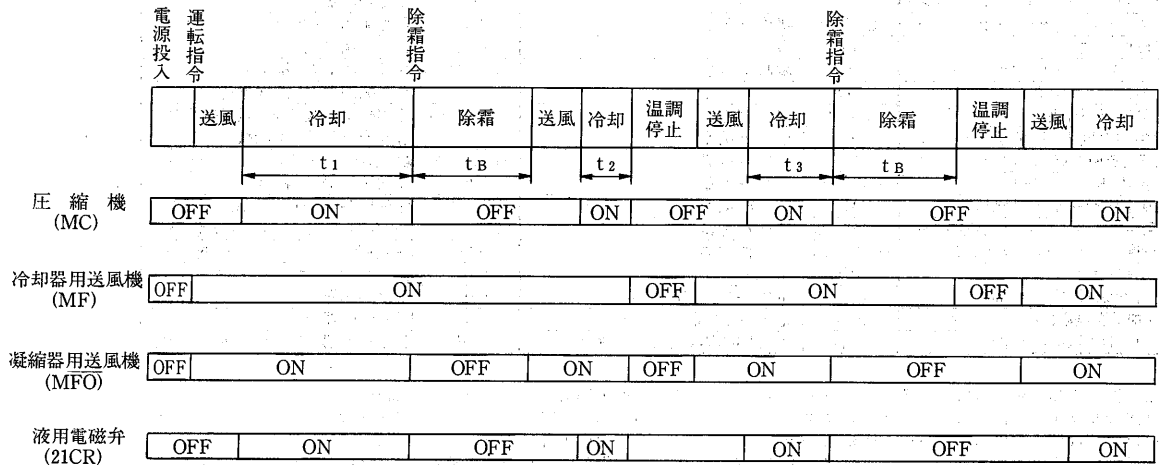 電源投入
運転指令
除霜指令
除霜指令
送風 冷却 除霜 送風 冷却 温調停止 送風 冷却 除霜 温調停止 送風 冷却
t1 tB t2 t3 tB
圧縮機
(MC)
OFF ON OFF ON OFF ON OFF ON
冷却器用送風機
(MF)
OFF ON OFF ON OFF ON
凝縮器用送風機
(MFO)
OFF ON OFF ON OFF ON OFF ON
液用電磁弁
(21CR)
OFF ON OFF ON ON OFF ON